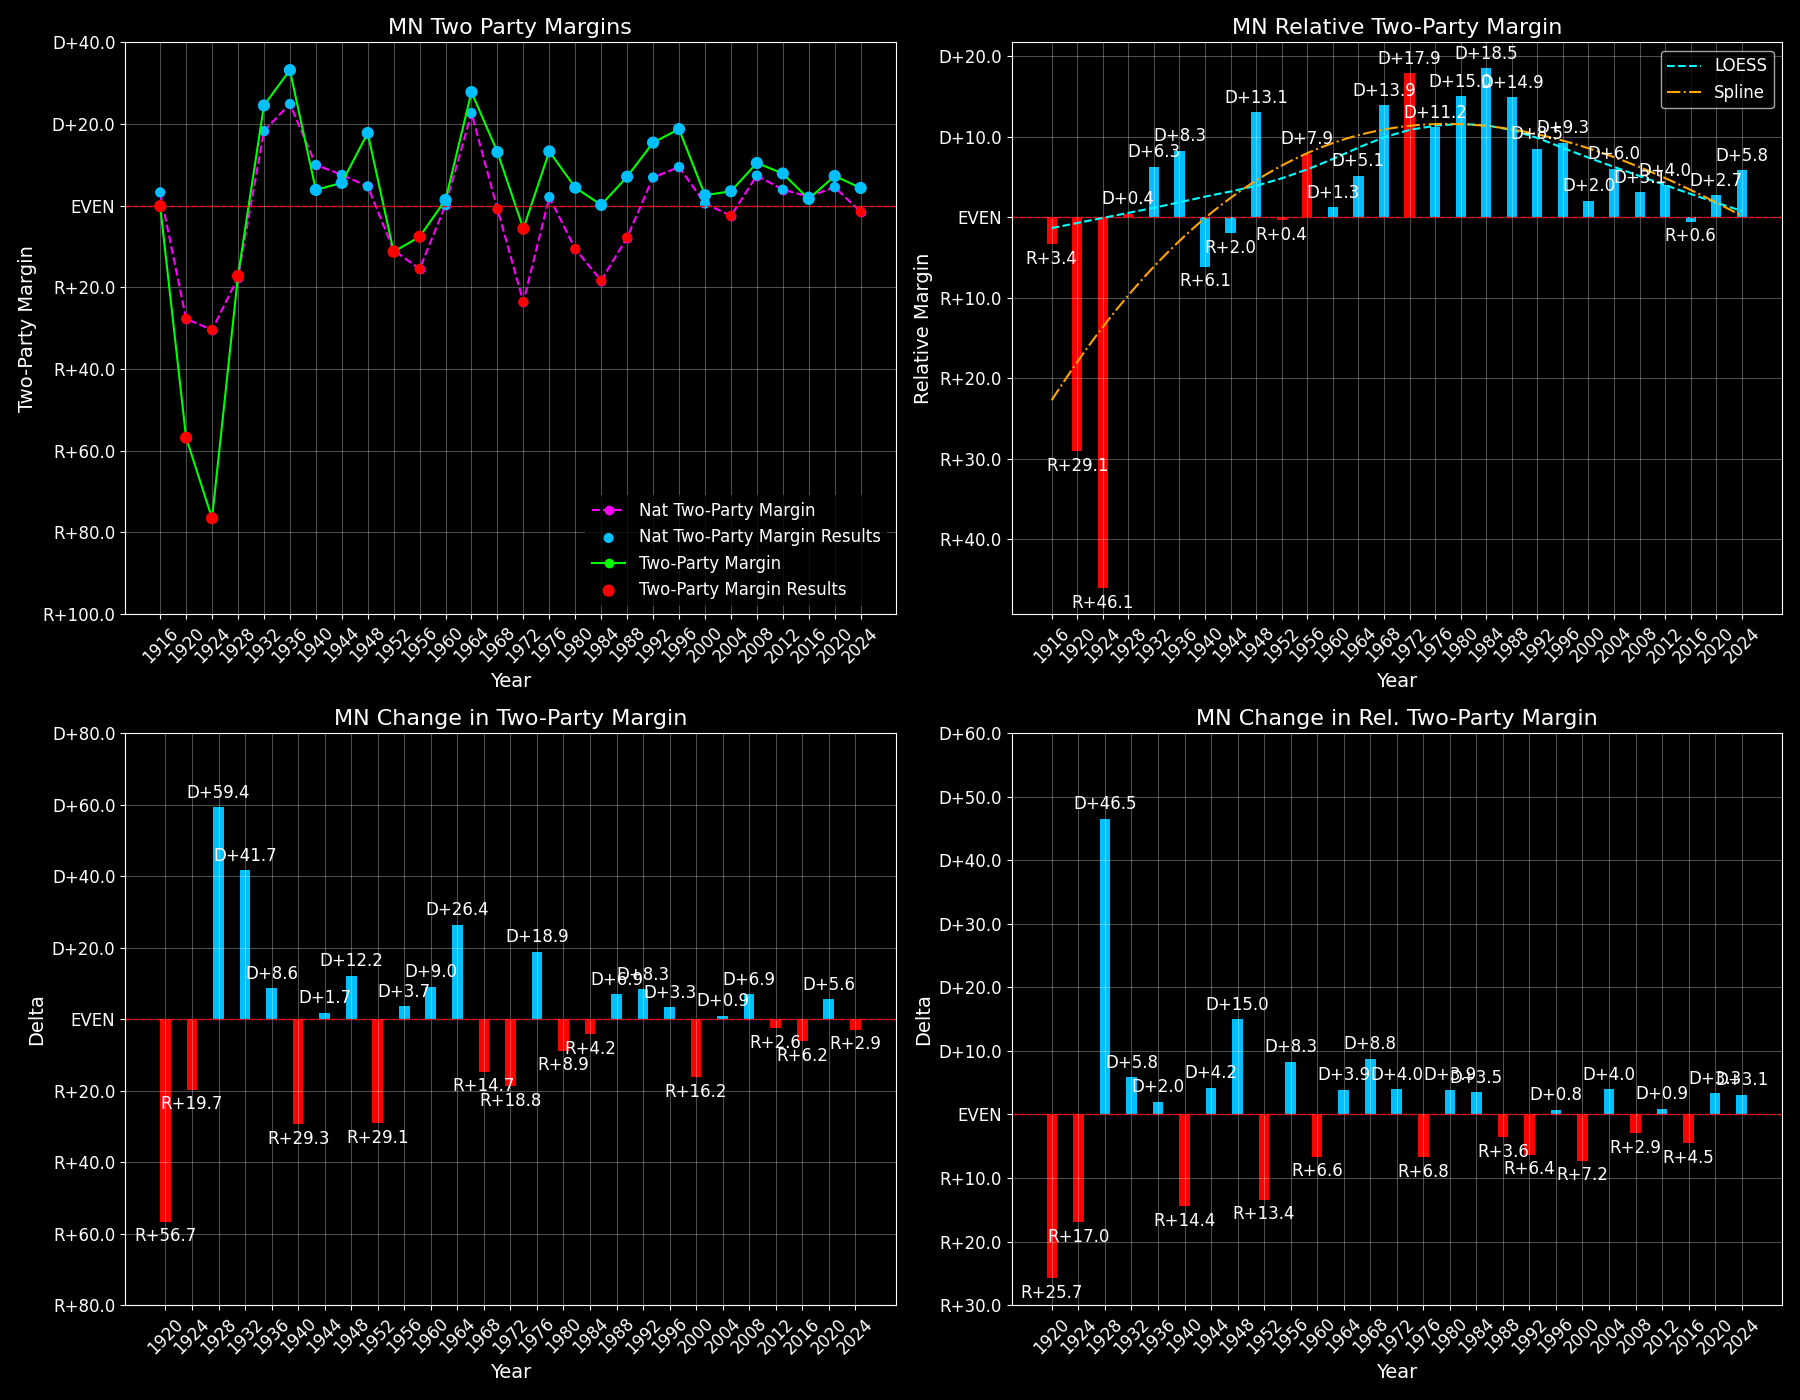 MN Two Party Margins
D+40.0
D+20.0
EVEN
R+20.0
R+40.0
R+60.0
R+80.0
R+100.0
Two-Party Margin
Nat Two-Party Margin
Nat Two-Party Margin Results
Two-Party Margin
Two-Party Margin Results
1916 1920 1924 1928 1932 1936 1940 1944 1948 1952 1956 1960 1964 1968 1972 1976 1980 1984 1988 1992 1996 2000 2004 2008 2012 2016 2020 2024
Year
MN Relative Two-Party Margin
D+20.0
D+10.0
EVEN
R+10.0
R+20.0
R+30.0
R+40.0
Relative Margin
LOESS
Spline
R+3.4
R+29.1
R+46.1
D+0.4
D+6.3
D+8.3
R+6.1
R+2.0
D+13.1
R+0.4
D+7.9
D+1.3
D+5.1
D+13.9
D+17.9
D+11.2
D+15.0
D+18.5
D+14.9
D+8.5
D+9.3
D+2.0
D+6.0
D+3.1
D+4.0
R+0.6
D+2.7
D+5.8
1916 1920 1924 1928 1932 1936 1940 1944 1948 1952 1956 1960 1964 1968 1972 1976 1980 1984 1988 1992 1996 2000 2004 2008 2012 2016 2020 2024
Year
MN Change in Two-Party Margin
D+80.0
D+60.0
D+40.0
D+20.0
EVEN
R+20.0
R+40.0
R+60.0
R+80.0
Delta
R+56.7
R+19.7
D+59.4
D+41.7
D+8.6
R+29.3
D+1.7
D+12.2
R+29.1
D+3.7
D+9.0
D+26.4
R+14.7
R+18.8
D+18.9
R+8.9
R+4.2
D+6.9
D+8.3
D+3.3
R+16.2
D+0.9
D+6.9
R+2.6
R+6.2
D+5.6
R+2.9
1920 1924 1928 1932 1936 1940 1944 1948 1952 1956 1960 1964 1968 1972 1976 1980 1984 1988 1992 1996 2000 2004 2008 2012 2016 2020 2024
Year
MN Change in Rel. Two-Party Margin
D+60.0
D+50.0
D+40.0
D+30.0
D+20.0
D+10.0
EVEN
R+10.0
R+20.0
R+30.0
Delta
R+25.7
R+17.0
D+46.5
D+5.8
D+2.0
R+14.4
D+4.2
D+15.0
R+13.4
D+8.3
R+6.6
D+3.9
D+8.8
D+4.0
R+6.8
D+3.9
D+3.5
R+3.6
R+6.4
D+0.8
R+7.2
D+4.0
R+2.9
D+0.9
R+4.5
D+3.3
D+3.1
1920 1924 1928 1932 1936 1940 1944 1948 1952 1956 1960 1964 1968 1972 1976 1980 1984 1988 1992 1996 2000 2004 2008 2012 2016 2020 2024
Year